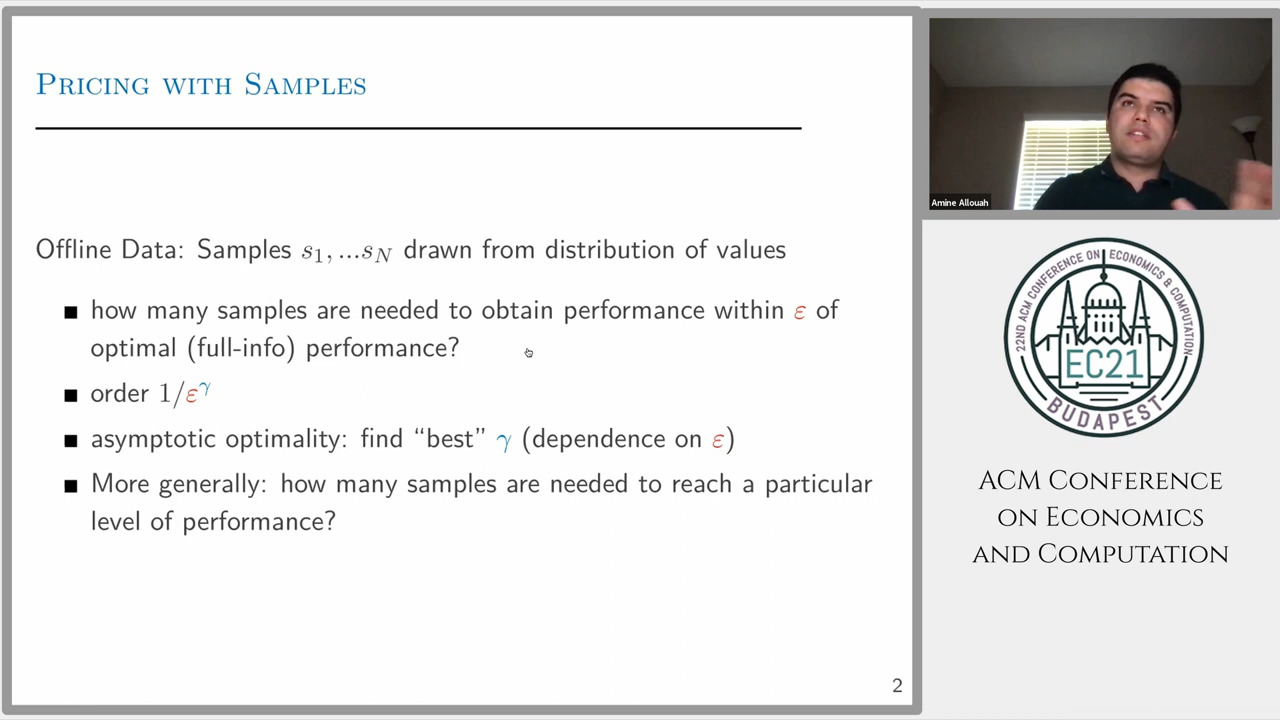 PRICING WITH SAMPLES
Offline Data: Samples s₁, ...s_N drawn from distribution of values
■ how many samples are needed to obtain performance within ε of
optimal (full-info) performance?
■ order 1/ε^γ
■ asymptotic optimality: find “best” γ (dependence on ε)
■ More generally: how many samples are needed to reach a particular
level of performance?
2
Amine Allouah
22ND ACM CONFERENCE ON ECONOMICS & COMPUTATION
EC21
BUDAPEST
ACM CONFERENCE
ON ECONOMICS
AND COMPUTATION